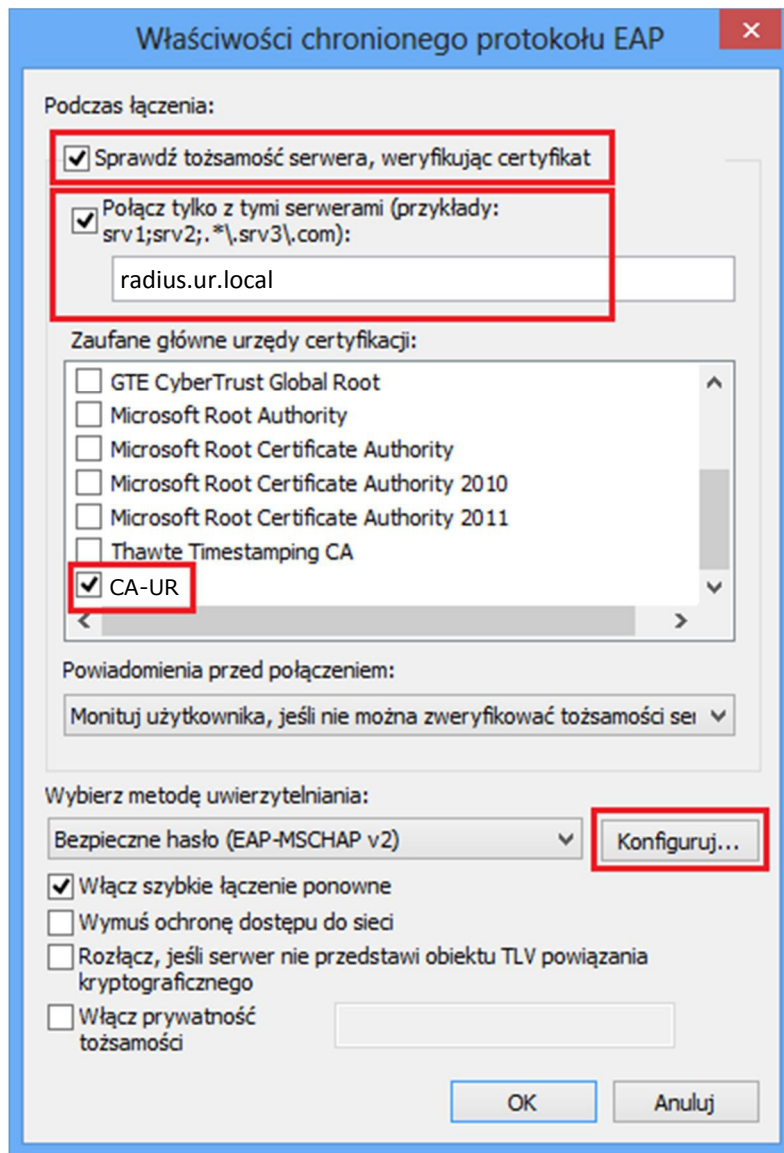 Właściwości chronionego protokołu EAP
Podczas łączenia:
Sprawdź tożsamość serwera, weryfikując certyfikat
Połącz tylko z tymi serwerami (przykłady:
srv1;srv2;.*\.srv3\.com):
radius.ur.local
Zaufane główne urzędy certyfikacji:
GTE CyberTrust Global Root
Microsoft Root Authority
Microsoft Root Certificate Authority
Microsoft Root Certificate Authority 2010
Microsoft Root Certificate Authority 2011
Thawte Timestamping CA
CA-UR
Powiadomienia przed połączeniem:
Monituj użytkownika, jeśli nie można zweryfikować tożsamości ser
Wybierz metodę uwierzytelniania:
Bezpieczne hasło (EAP-MSCHAP v2)
Konfiguruj...
Włącz szybkie łączenie ponowne
Wymuś ochronę dostępu do sieci
Rozłącz, jeśli serwer nie przedstawi obiektu TLV powiązania
kryptograficznego
Włącz prywatność
tożsamości
OK
Anuluj